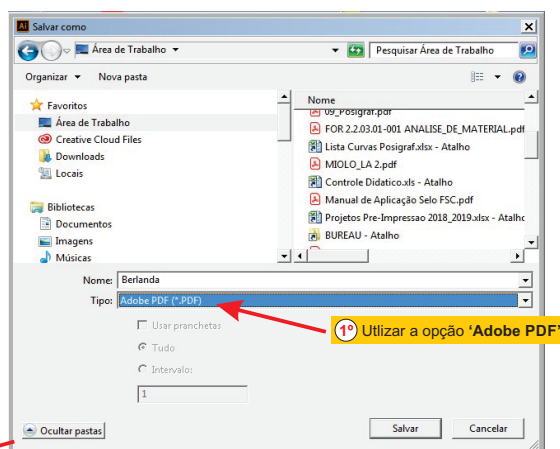 Ai Salvar como
Área de Trabalho
Pesquisar Área de Trabalho
Organizar Nova pasta
Favoritos
Área de Trabalho
Creative Cloud Files
Downloads
Locais
Bibliotecas
Documentos
Imagens
Músicas
Nome
09_Posigraf.pdf
FOR 2.2.03.01-001 ANALISE_DE_MATERIAL.pdf
Lista Curvas Posigraf.xlsx - Atalho
MIOLO_LA 2.pdf
Controle Didatico.xls - Atalho
Manual de Aplicação Selo FSC.pdf
Projetos Pre-Impressao 2018_2019.xlsx - Atalho
BUREAU - Atalho
Nome: Berlanda
Tipo: Adobe PDF (*.PDF)
1º Utlizar a opção ‘Adobe PDF’
Usar pranchetas
Tudo
Intervalo:
1
Ocultar pastas
Salvar Cancelar